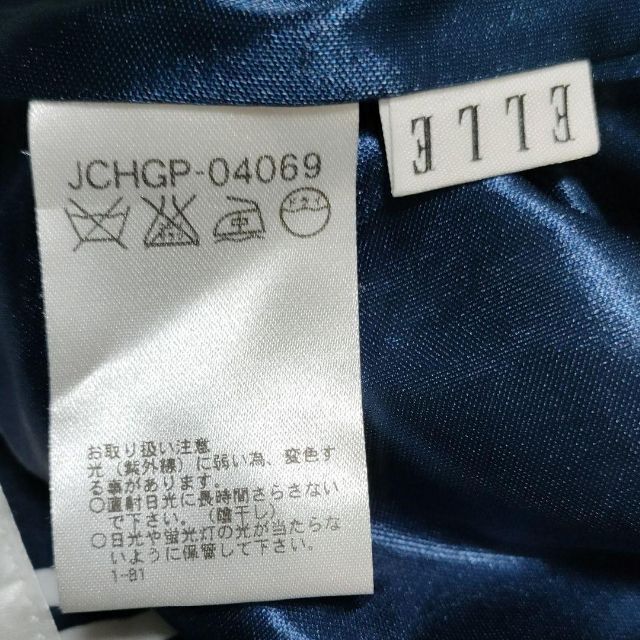 JCHGP-04069
ELLE
お取り扱い注意
光（紫外線）に弱い為、変色す
る事があります。
○直射日光に長時間さらさない
で下さい。（陰干し）
○日光や蛍光灯の光が当たらな
いように保管して下さい。
1-81